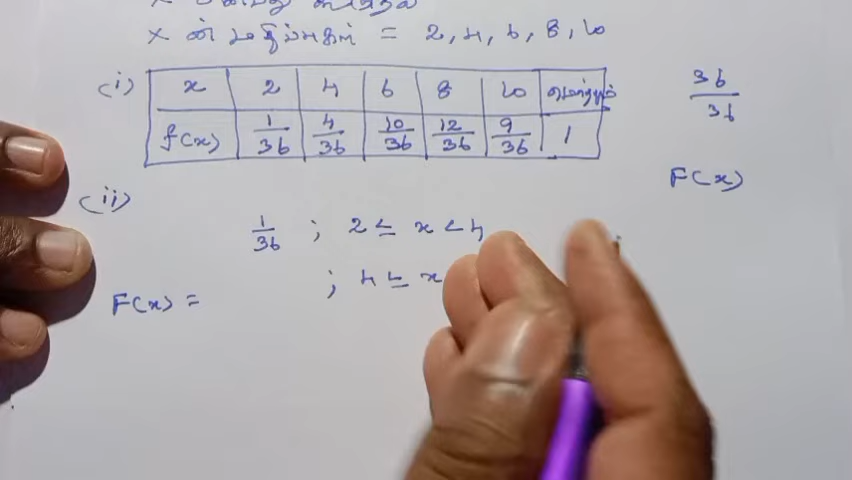 X ன் மதிப்புகள் = 2, 4, 6, 8, 10
(i) x 2 4 6 8 10 மொத்தம்
f(x) 1/36 4/36 10/36 12/36 9/36 1
36/36
F(x)
(ii)
1/36 ; 2 ≤ x < 4
; 4 ≤ x
F(x) =